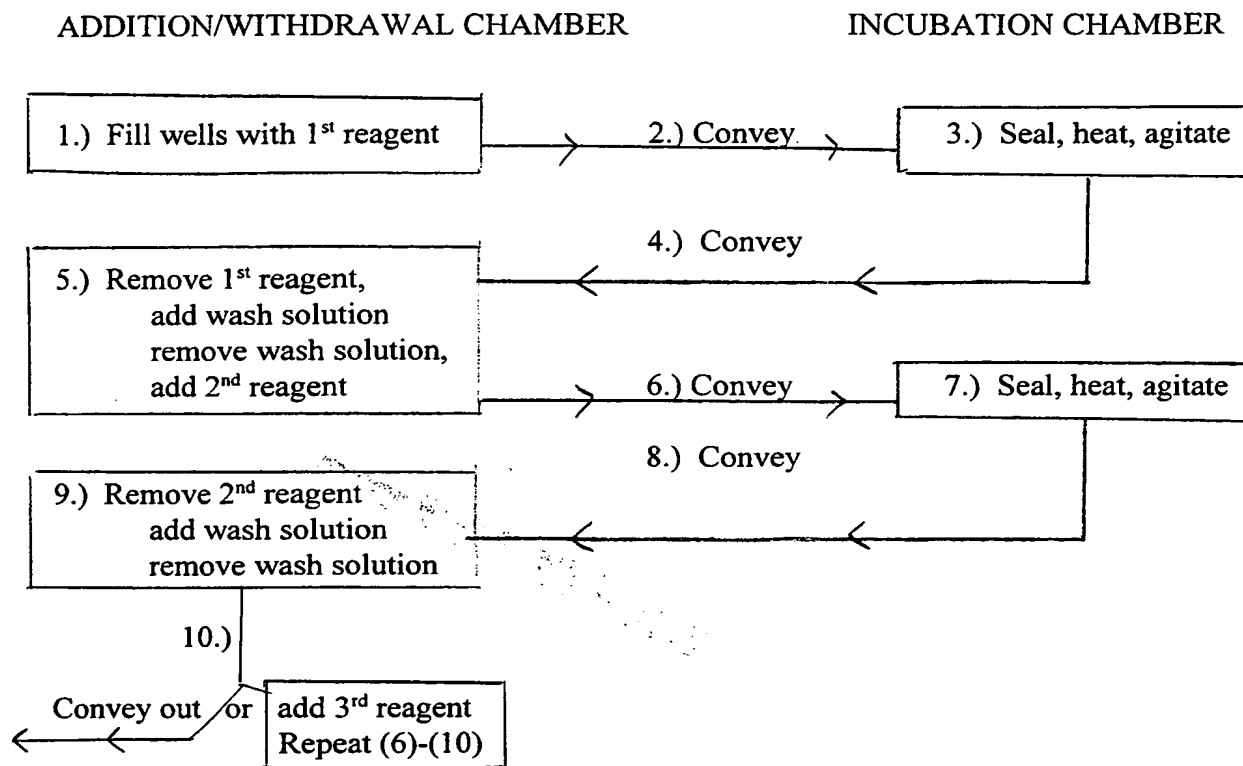 ADDITION/WITHDRAWAL CHAMBER INCUBATION CHAMBER
1.) Fill wells with 1st reagent 2.) Convey 3.) Seal, heat, agitate
4.) Convey
5.) Remove 1st reagent,
add wash solution
remove wash solution,
add 2nd reagent 6.) Convey 7.) Seal, heat, agitate
8.) Convey
9.) Remove 2nd reagent
add wash solution
remove wash solution
10.)
Convey out or add 3rd reagent
Repeat (6)-(10)